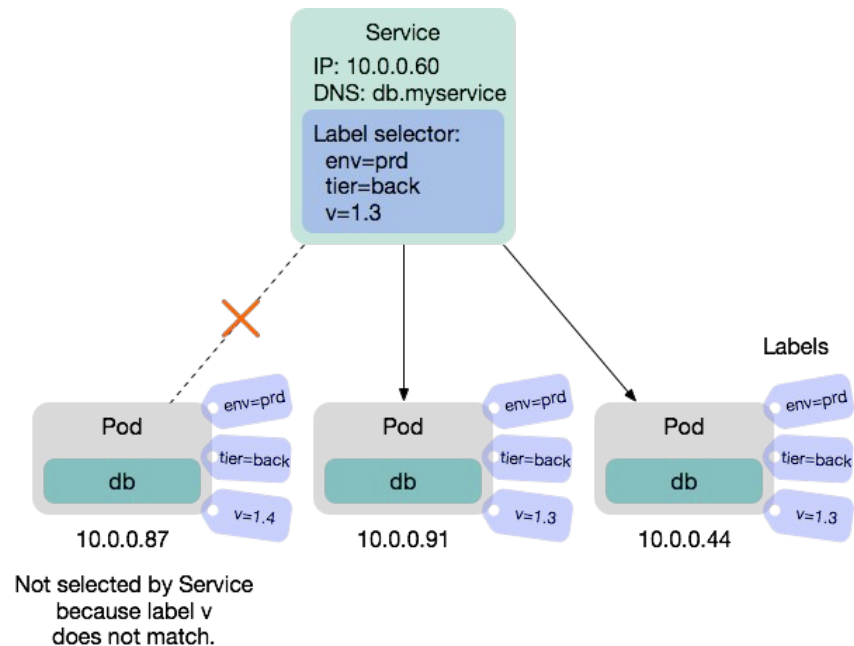 Service
IP: 10.0.0.60
DNS: db.myservice
Label selector:
env=prd
tier=back
v=1.3
Labels
Pod
env=prd
tier=back
db
v=1.4
10.0.0.87
Pod
env=prd
tier=back
db
v=1.3
10.0.0.91
Pod
env=prd
tier=back
db
v=1.3
10.0.0.44
Not selected by Service
because label v
does not match.